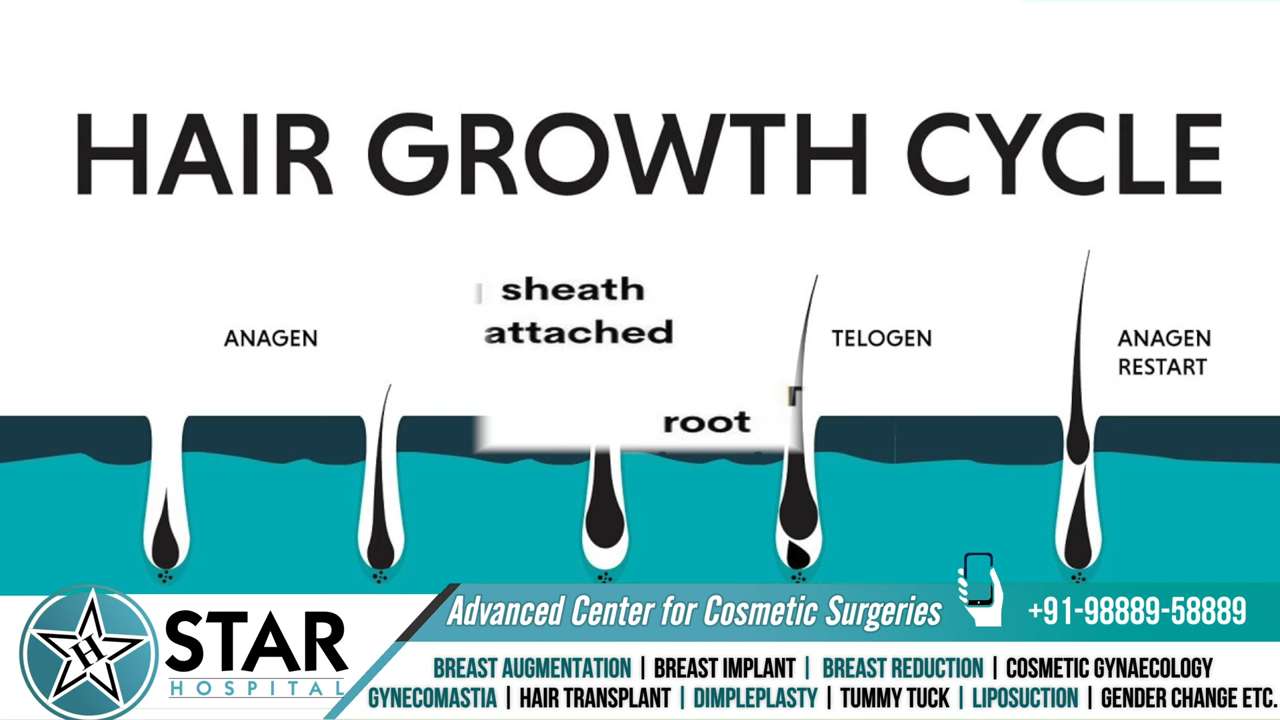 HAIR GROWTH CYCLE
sheath
attached
root
ANAGEN
TELOGEN
ANAGEN
RESTART
H
STAR
HOSPITAL
Advanced Center for Cosmetic Surgeries
+91-98889-58889
BREAST AUGMENTATION | BREAST IMPLANT | BREAST REDUCTION | COSMETIC GYNAECOLOGY
GYNECOMASTIA | HAIR TRANSPLANT | DIMPLEPLASTY | TUMMY TUCK | LIPOSUCTION | GENDER CHANGE ETC.